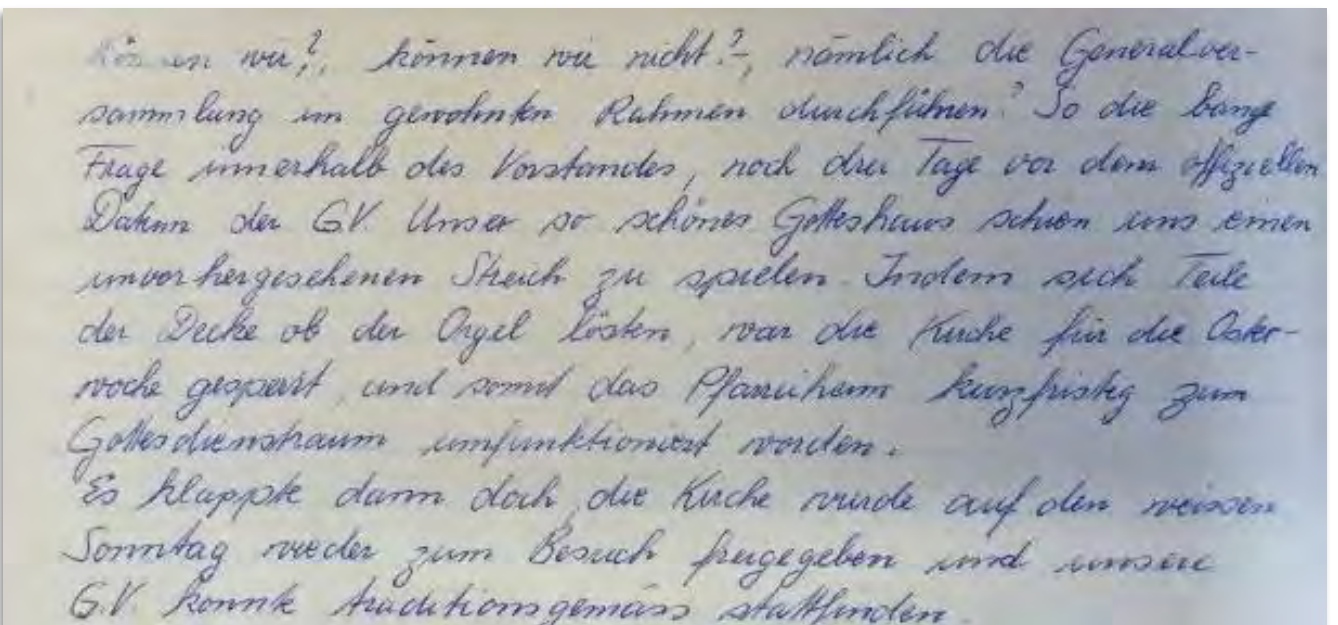 Können wir?, können wir nicht?, nämlich die Generalver-
sammlung im gewohnten Rahmen durchführen? So die bange
Frage innerhalb des Vorstandes, noch drei Tage vor dem offiziellen
Datum der G.V. Unser so schönes Gotteshaus schien uns einen
unvorhergesehenen Streich zu spielen. Indem sich Teile
der Decke ob der Orgel lösten, war die Kirche für die Oster-
woche gesperrt, und somit das Pfarreiheim kurzfristig zum
Gottesdienstraum umfunktioniert worden.
Es klappte dann doch, die Kirche wurde auf den weissen
Sonntag wieder zum Besuch freigegeben und unsere
G.V. konnte traditionsgemäss stattfinden.